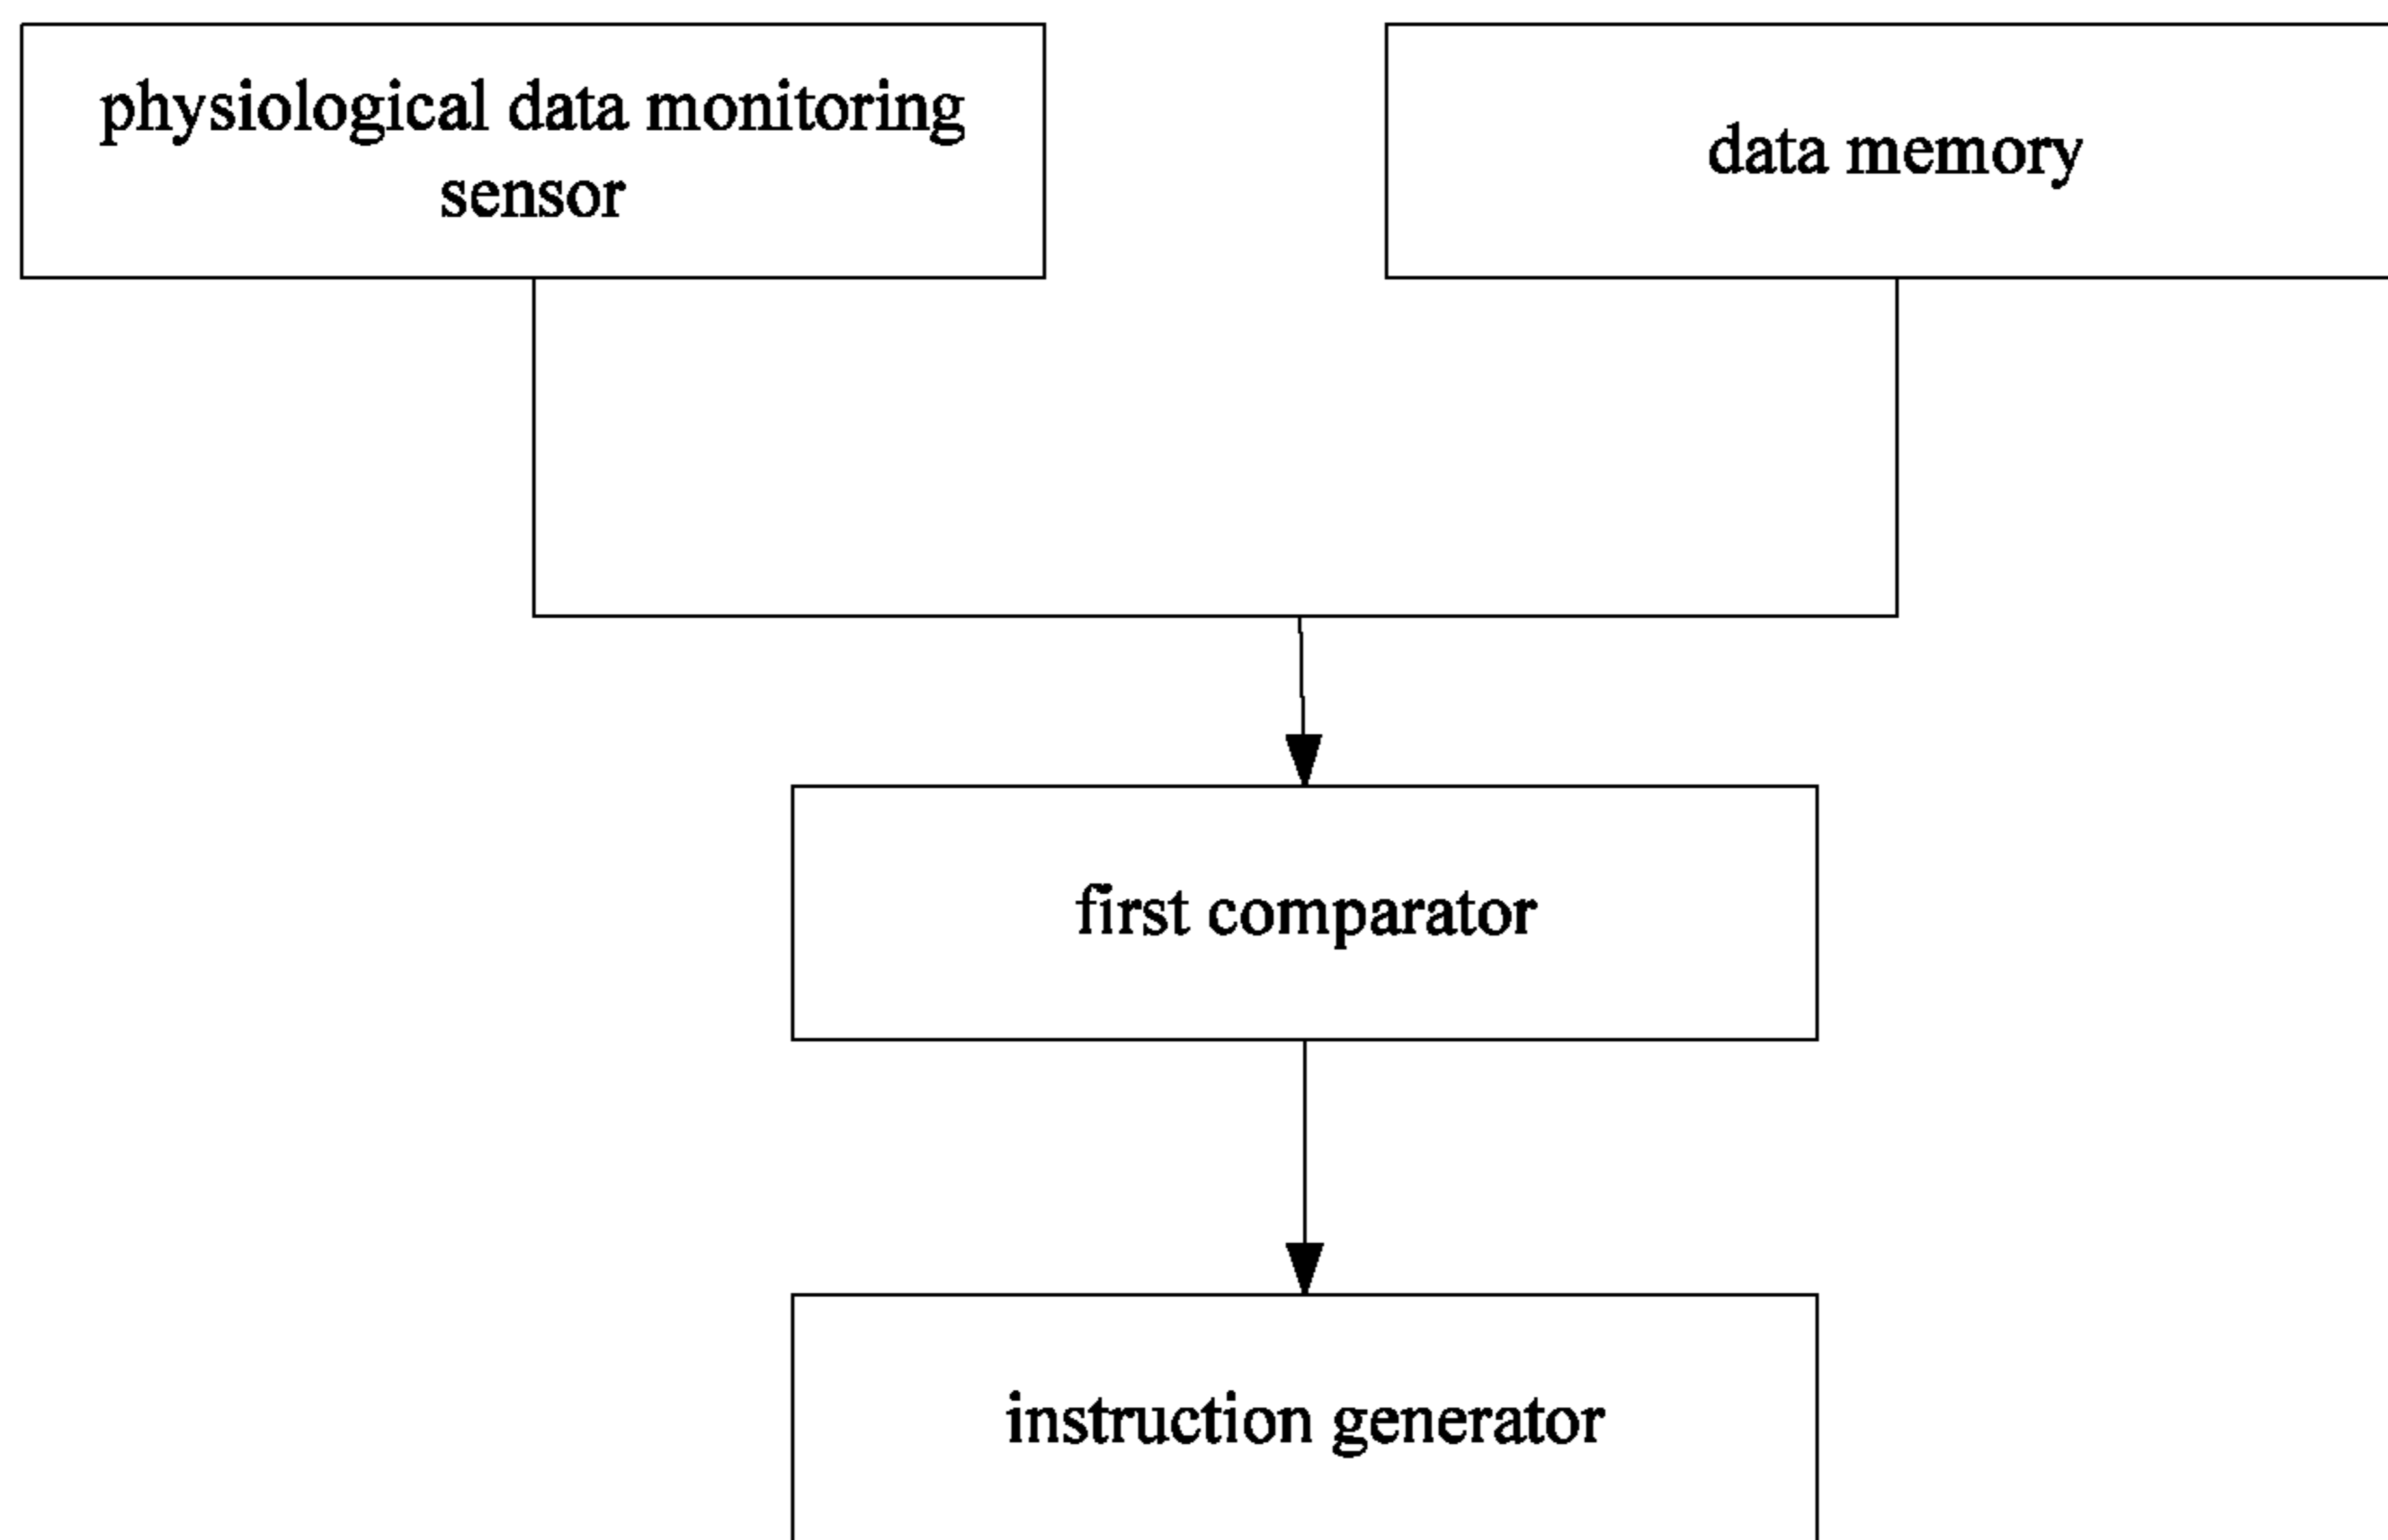 physiological data monitoring
sensor
data memory
first comparator
instruction generator